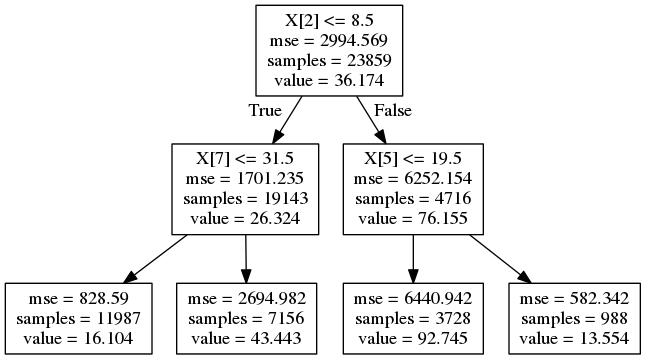 X[2] <= 8.5
mse = 2994.569
samples = 23859
value = 36.174
True
False
X[7] <= 31.5
mse = 1701.235
samples = 19143
value = 26.324
X[5] <= 19.5
mse = 6252.154
samples = 4716
value = 76.155
mse = 828.59
samples = 11987
value = 16.104
mse = 2694.982
samples = 7156
value = 43.443
mse = 6440.942
samples = 3728
value = 92.745
mse = 582.342
samples = 988
value = 13.554